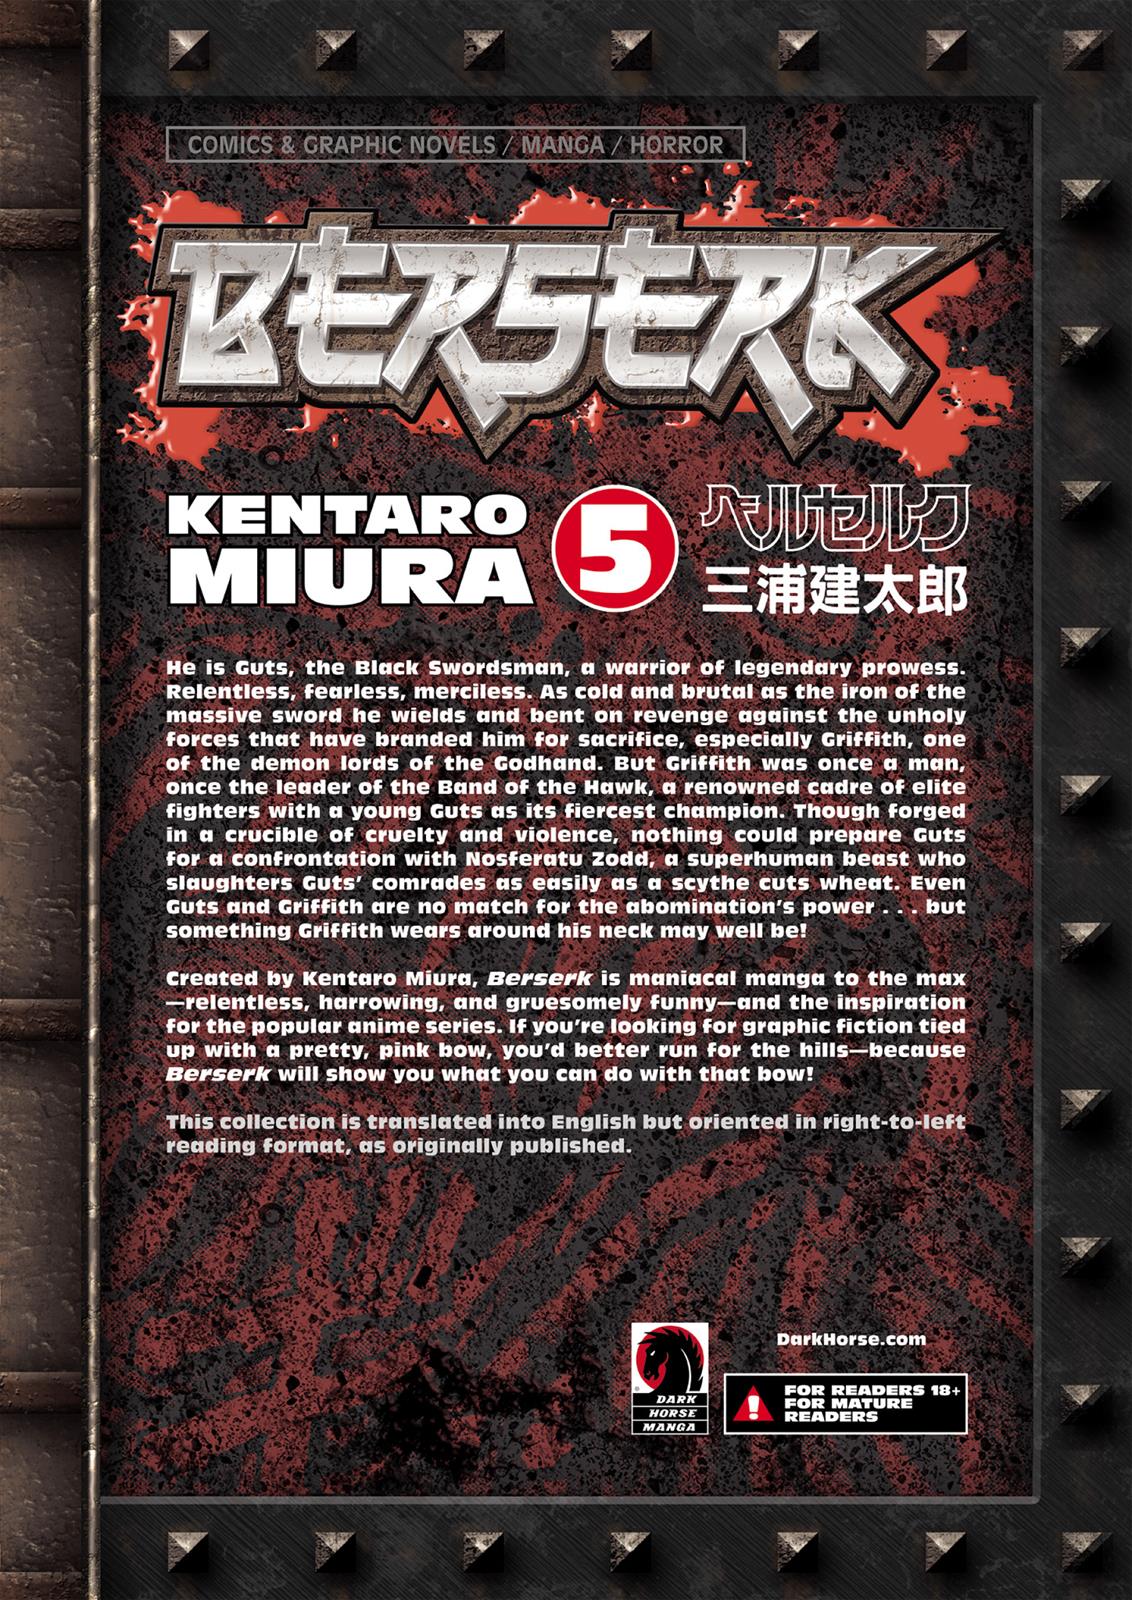 COMICS & GRAPHIC NOVELS / MANGA / HORROR
BERSERK
KENTARO
MIURA
5
ベルセルク
三浦建太郎
He is Guts, the Black Swordsman, a warrior of legendary prowess.
Relentless, fearless, merciless. As cold and brutal as the iron of the
massive sword he wields and bent on revenge against the unholy
forces that have branded him for sacrifice, especially Griffith, one
of the demon lords of the Godhand. But Griffith was once a man,
once the leader of the Band of the Hawk, a renowned cadre of elite
fighters with a young Guts as its fiercest champion. Though forged
in a crucible of cruelty and violence, nothing could prepare Guts
for a confrontation with Nosferatu Zodd, a superhuman beast who
slaughters Guts' comrades as easily as a scythe cuts wheat. Even
Guts and Griffith are no match for the abomination's power . . . but
something Griffith wears around his neck may well be!
Created by Kentaro Miura, Berserk is maniacal manga to the max
—relentless, harrowing, and gruesomely funny—and the inspiration
for the popular anime series. If you're looking for graphic fiction tied
up with a pretty, pink bow, you'd better run for the hills—because
Berserk will show you what you can do with that bow!
This collection is translated into English but oriented in right-to-left
reading format, as originally published.
DarkHorse.com
DARK
HORSE
MANGA
®
FOR READERS 18+
FOR MATURE
READERS